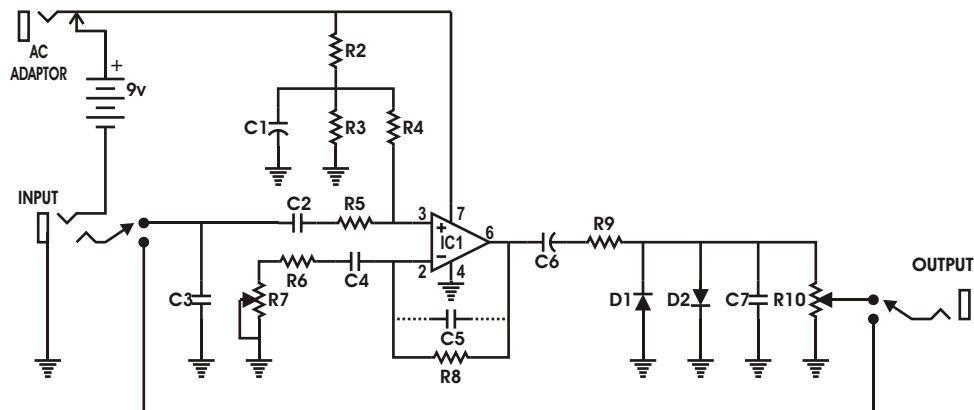 AC
ADAPTOR
+
9v
R2
C1
R3
R4
INPUT
C2
R5
3
7
+
IC1
6
-
2
4
C3
R7
R6
C4
C5
R8
C6
R9
D1
D2
C7
R10
OUTPUT